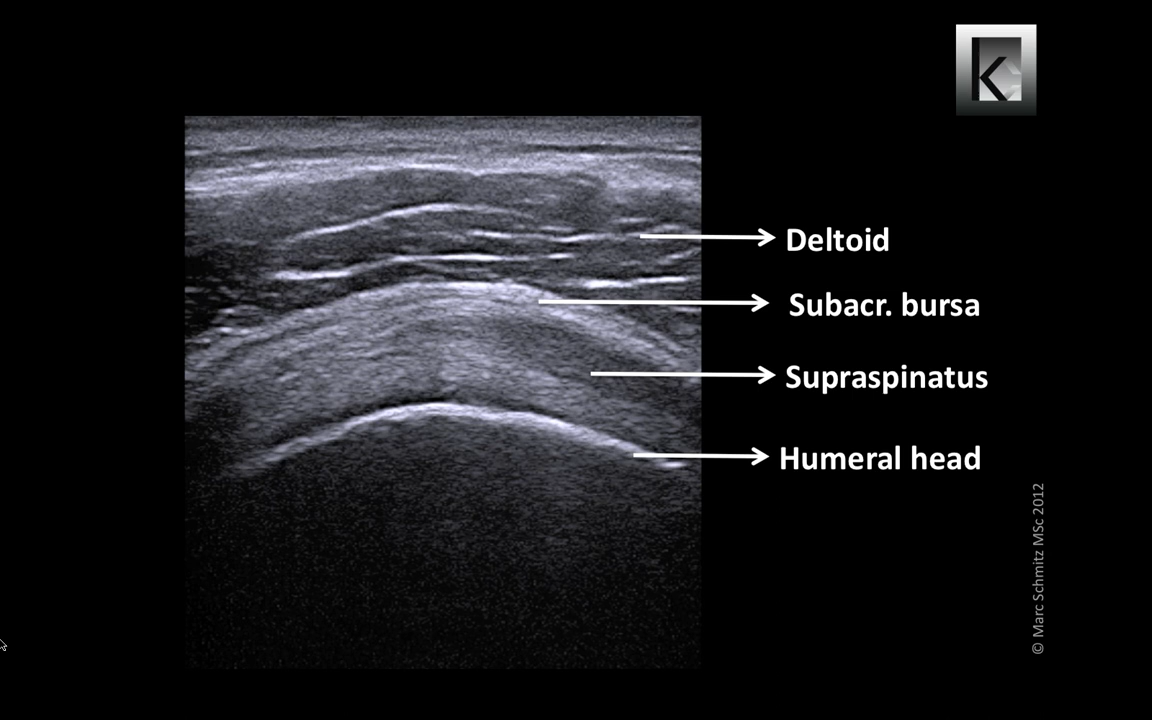 Deltoid
Subacr. bursa
Supraspinatus
Humeral head
© Marc Schmitz MSc 2012